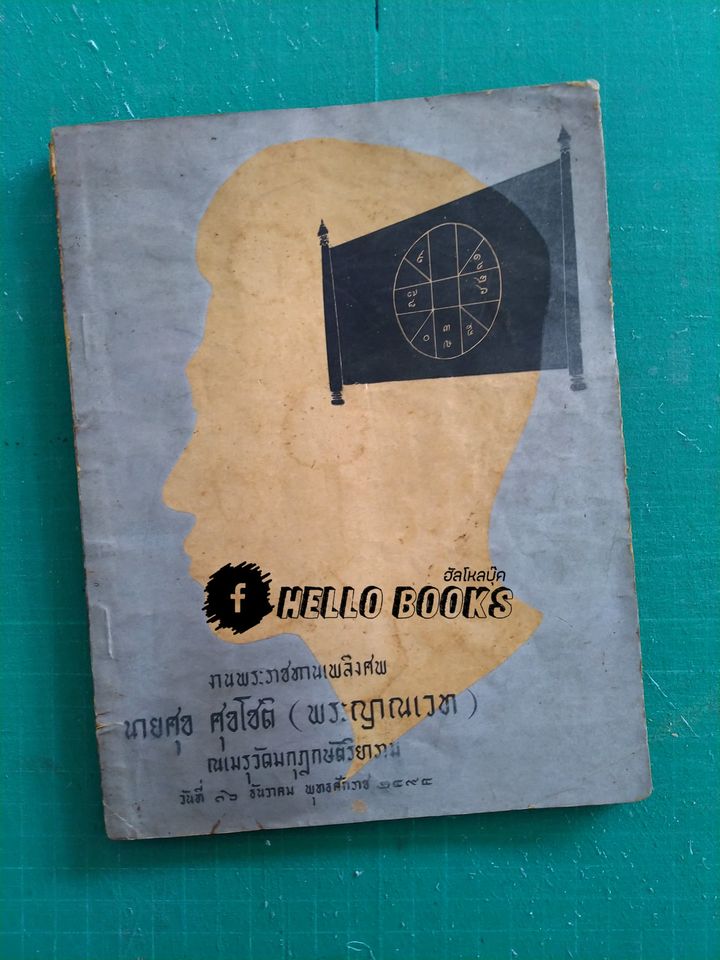 ฮัลโหลบุ๊ค
f HELLO BOOKS
งานพระราชทานเพลิงศพ
นายศุข ศุขโชติ (พระญาณเวท)
ณเมรุวัดมกุฏกษัตริยาราม
วันที่ ธันวาคม พุทธศักราช ๒๔๙๔